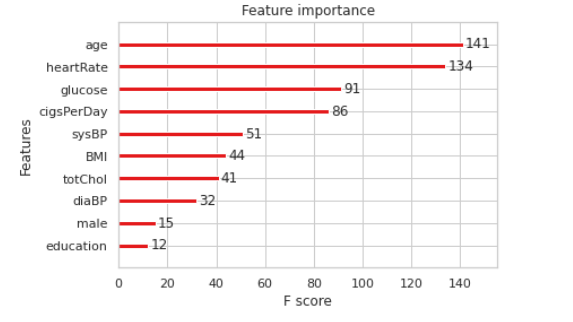 Feature importance
age 141
heartRate 134
glucose 91
cigsPerDay 86
sysBP 51
BMI 44
totChol 41
diaBP 32
male 15
education 12
Features
0 20 40 60 80 100 120 140
F score